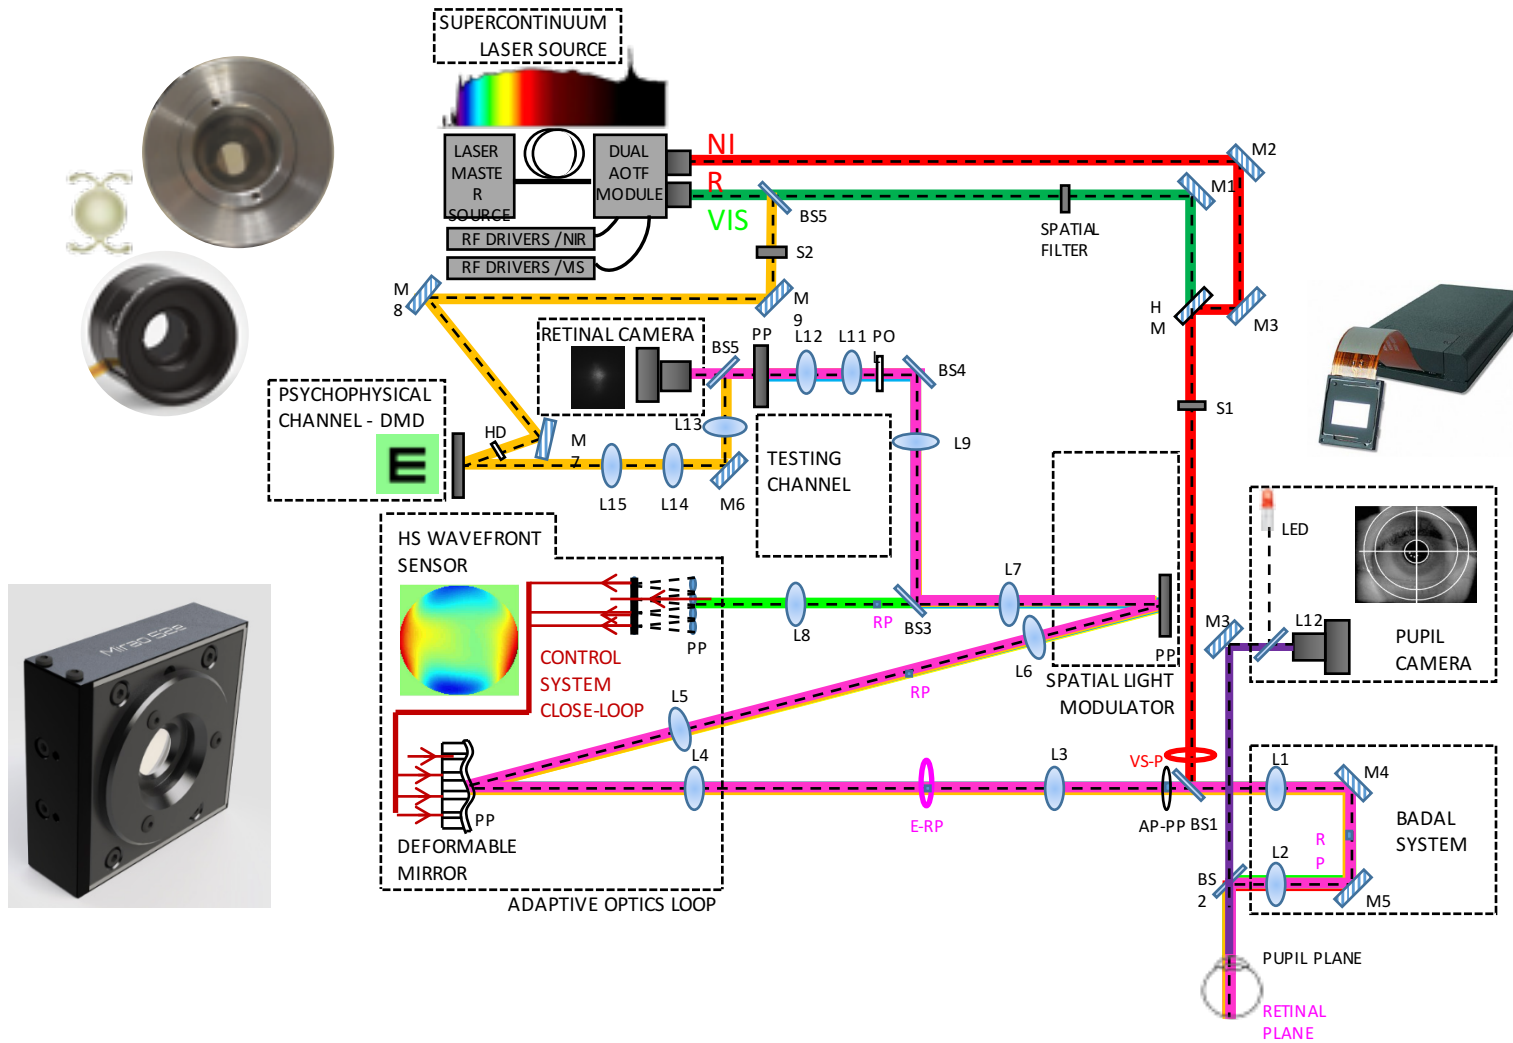 SUPERCONTINUUM
LASER SOURCE
LASER
MASTE
R
SOURCE
DUAL
AOTF
MODULE
NI
R
VIS
RF DRIVERS /NIR
RF DRIVERS /VIS
BS5
S2
SPATIAL
FILTER
M1
M2
M3
H
M
S1
M
8
M
9
RETINAL CAMERA
BS5
PP
L12
L11
PO
L
BS4
PSYCHOPHYSICAL
CHANNEL - DMD
E
HD
M
7
L13
L15
L14
M6
TESTING
CHANNEL
L9
HS WAVEFRONT
SENSOR
PP
L8
RP
BS3
L7
L6
PP
SPATIAL LIGHT
MODULATOR
CONTROL
SYSTEM
CLOSE-LOOP
RP
L5
L4
PP
DEFORMABLE
MIRROR
ADAPTIVE OPTICS LOOP
E-RP
L3
VS-P
AP-PP
BS1
LED
M3
L12
PUPIL
CAMERA
L1
M4
BADAL
SYSTEM
R
P
L2
M5
BS
2
PUPIL PLANE
RETINAL
PLANE
Mirao 52e